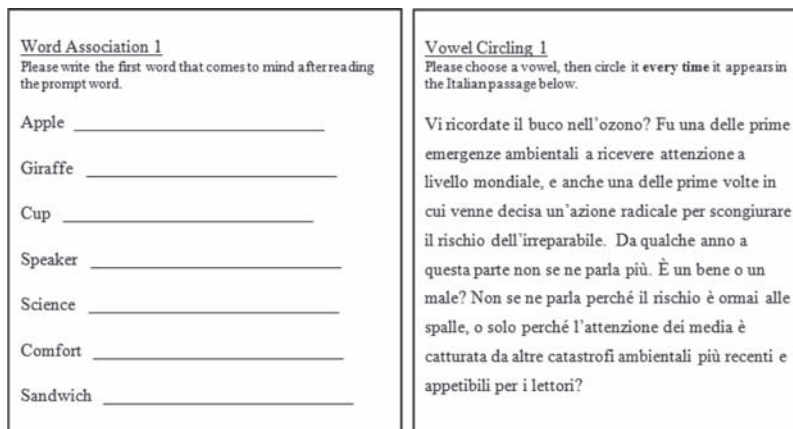 Word Association 1
Please write the first word that comes to mind after reading
the prompt word.
Apple
Giraffe
Cup
Speaker
Science
Comfort
Sandwich
Vowel Circling 1
Please choose a vowel, then circle it every time it appears in
the Italian passage below.
Vi ricordate il buco nell'ozono? Fu una delle prime
emergenze ambientali a ricevere attenzione a
livello mondiale, e anche una delle prime volte in
cui venne decisa un'azione radicale per scongiurare
il rischio dell'irreparabile. Da qualche anno a
questa parte non se ne parla più. È un bene o un
male? Non se ne parla perché il rischio è ormai alle
spalle, o solo perché l'attenzione dei media è
catturata da altre catastrofi ambientali più recenti e
appetibili per i lettori?